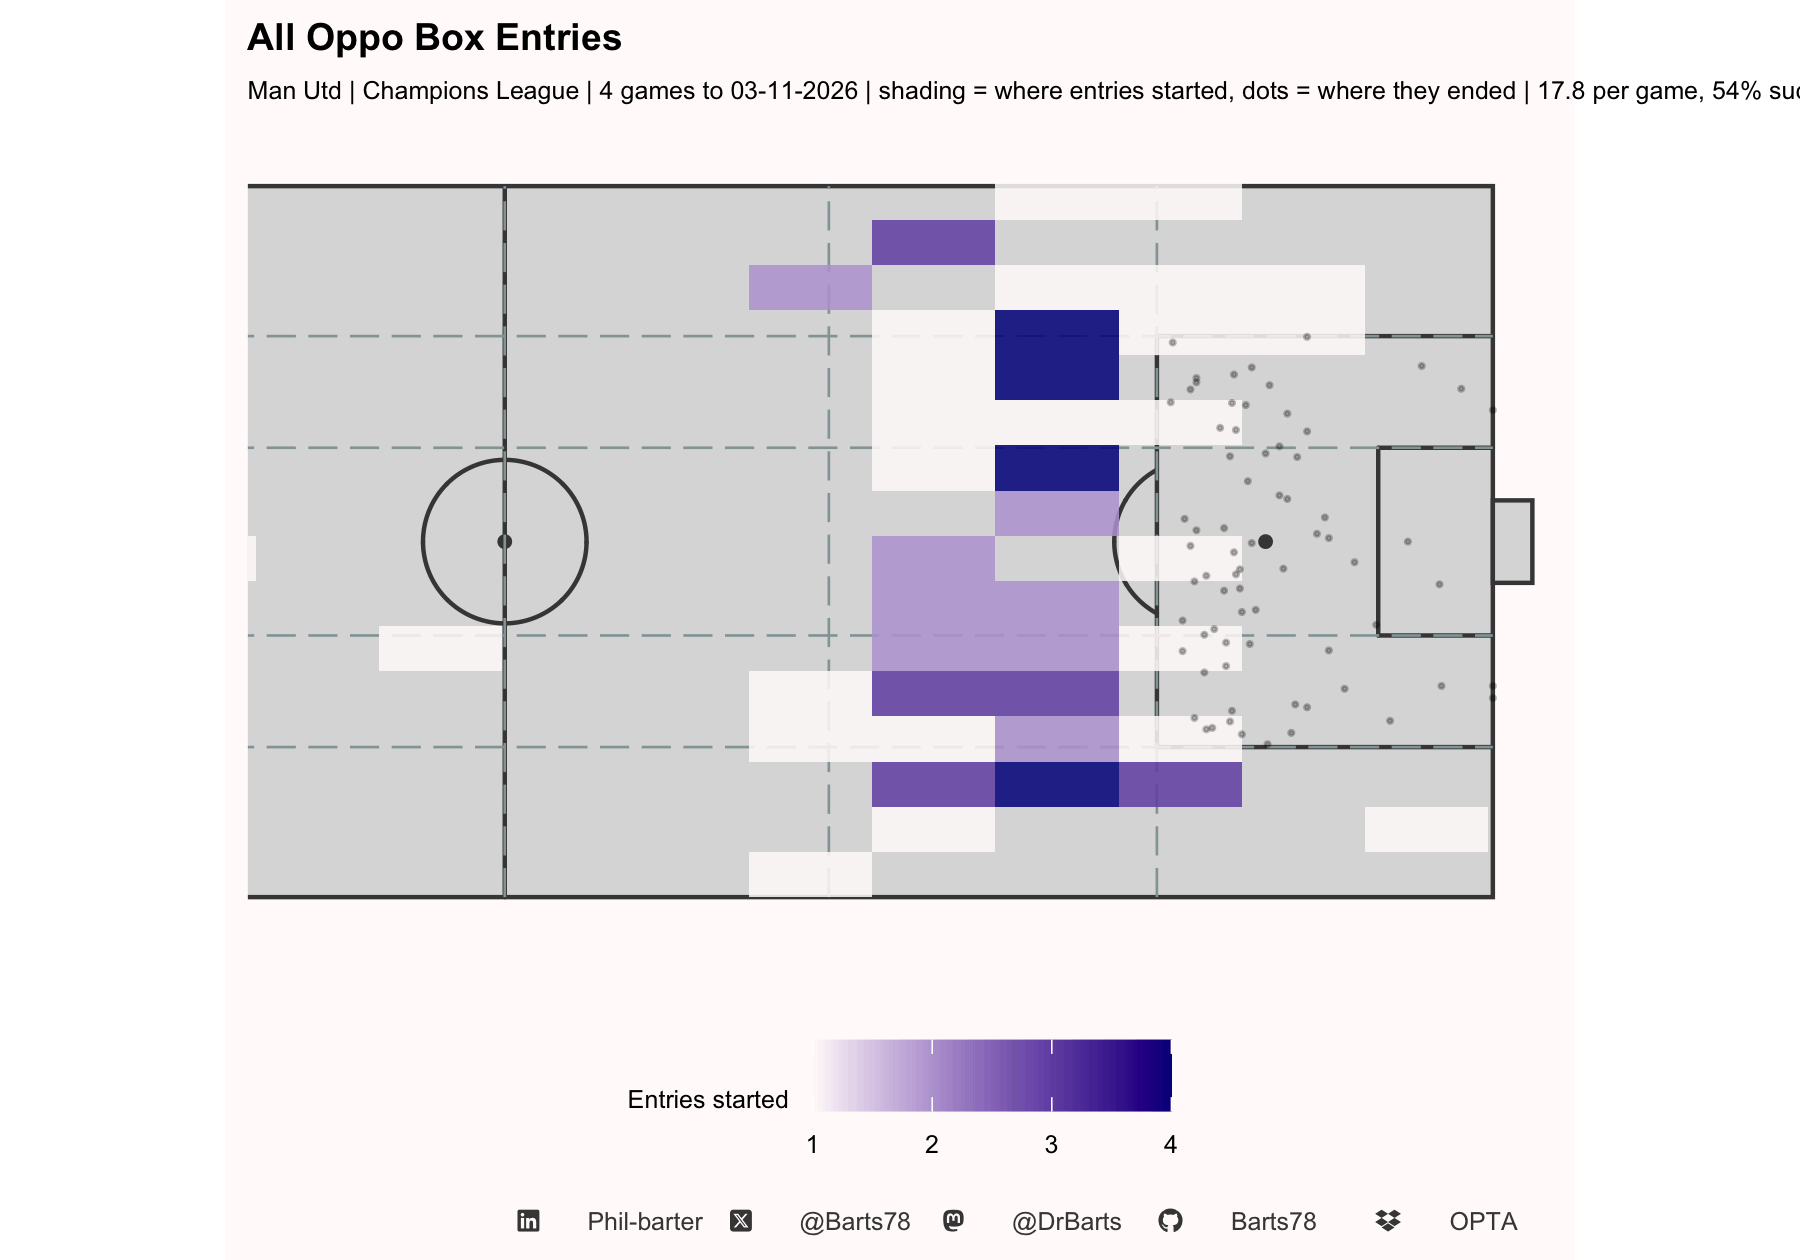 All Oppo Box Entries
Man Utd | Champions League | 4 games to 03-11-2026 | shading = where entries started, dots = where they ended | 17.8 per game, 54%
Entries started
1 2 3 4
Phil-barter @Barts78 @DrBarts Barts78 OPTA